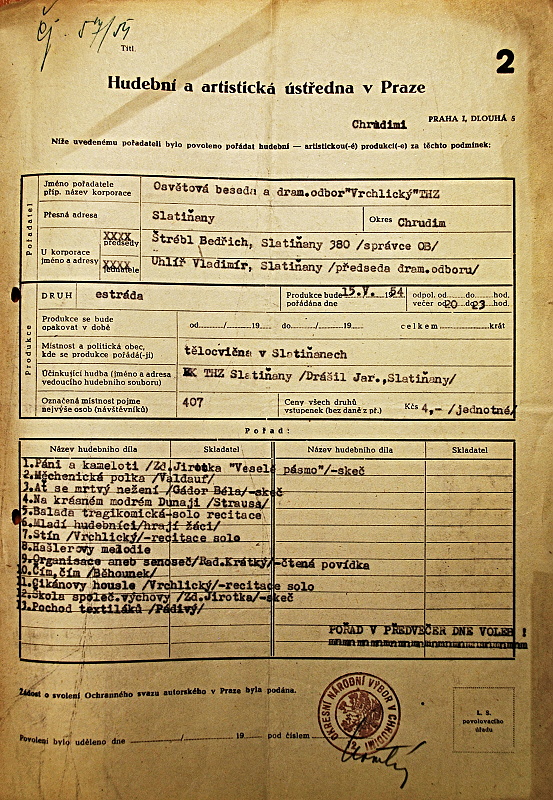 čj. 54/54
Titl.
2
Hudební a artistická ústředna v Praze
Chrudimi
PRAHA I, DLOUHÁ 5
Níže uvedenému pořadateli bylo povoleno pořádat hudební — artistickou(-é) produkci(-e) za těchto podmínek:
Pořadatel
Jméno pořadatele příp. název korporace
Osvětová beseda a dram.odbor"Vrchlický"THZ
Přesná adresa
Slatiňany
Okres Chrudim
U korporace jméno a adresy
XXXX předsedy
Štrébl Bedřich, Slatiňany 380 /správce OB/
XXXX jednatele
Uhlíř Vladimír, Slatiňany /předseda dram.odboru/
Produkce
DRUH estráda
Produkce bude pořádána dne 15.V. 54
odpol. od do hod.
večer od 20 do 23 hod.
Produkce se bude opakovat v době
od / 19 do / 19
celkem krát
Místnost a politická obec, kde se produkce pořádá(-jí)
tělocvična v Slatiňanech
Účinkující hudba (jméno a adresa vedoucího hudebního souboru)
ZK THZ Slatiňany /Drášil Jar.,Slatiňany/
Označená místnost pojme nejvýše osob (návštěvníků)
407
Ceny všech druhů vstupenek (bez daně z př.)
Kčs 4,- /jednotné/
Pořad:
Název hudebního díla Skladatel Název hudebního díla Skladatel
1.Páni a kameloti /Zd.Jirotka "Veselé pásmo"/-skeč
2.Měchenická polka /Valdauf/
3.Ať se mrtvý nežení /Gádor Béla/-skeč
4.Na krásném modrém Dunaji /Strausa/
5.Balada tragikomická-solo recitace
6.Mladí hudebníci/hrají žáci/
7.Stín /Vrchlický/-recitace solo
8.Hašlerovy melodie
9.Organisace aneb senoseč/Rad.Krátký/-čtená povídka
10.Čím,čím /Běhounek/
11.Cikánovy housle /Vrchlický/-recitace solo
12.Škola společ.výchovy /Zd.Jirotka/-skeč
13.Pochod textiláků /Pádivý/
POŘAD V PŘEDVEČER DNE VOLEB !
Žádost o svolení Ochranného svazu autorského v Praze byla podána.
OKRESNÍ NÁRODNÍ VÝBOR V CHRUDIMI
L. S.
povolovacího
úřadu
Povolení bylo uděleno dne / 19 pod číslem